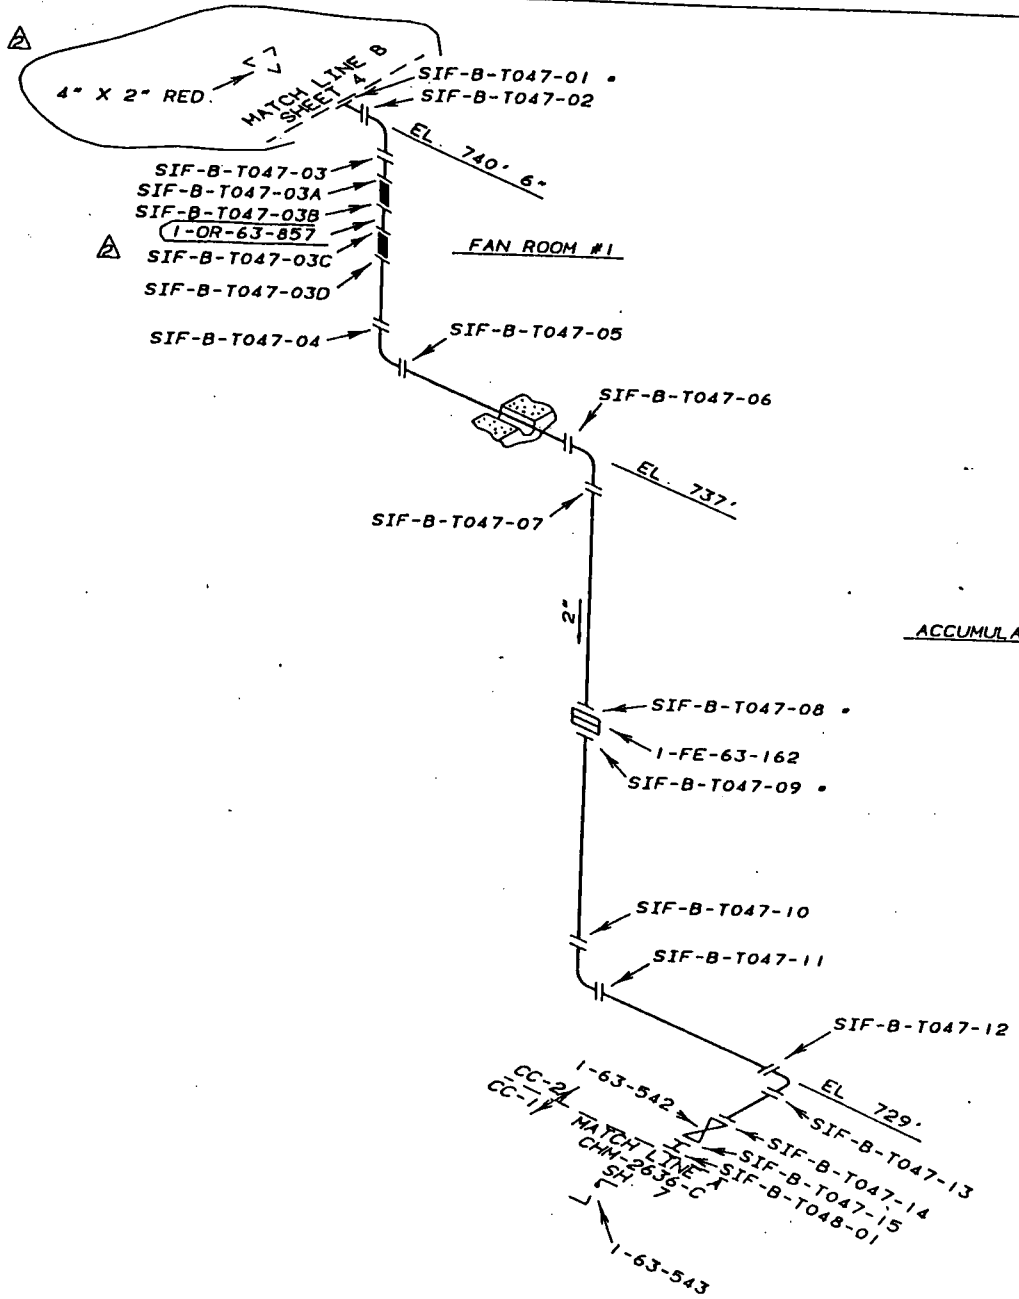 2
4" X 2" RED.
MATCH LINE B
SHEET 4
SIF-B-T047-01
SIF-B-T047-02
EL. 740' 6"
SIF-B-T047-03
SIF-B-T047-03A
SIF-B-T047-03B
1-OR-63-857
2
SIF-B-T047-03C
SIF-B-T047-03D
FAN ROOM #1
SIF-B-T047-04
SIF-B-T047-05
SIF-B-T047-06
EL. 737'
SIF-B-T047-07
2"
ACCUMULA
SIF-B-T047-08
1-FE-63-162
SIF-B-T047-09
SIF-B-T047-10
SIF-B-T047-11
SIF-B-T047-12
EL 729'
1-63-542
CC-2
CC-1
MATCH LINE A
CHM-2636-C
SH. 7
SIF-B-T047-13
SIF-B-T047-14
SIF-B-T047-15
SIF-B-T048-01
1-63-543